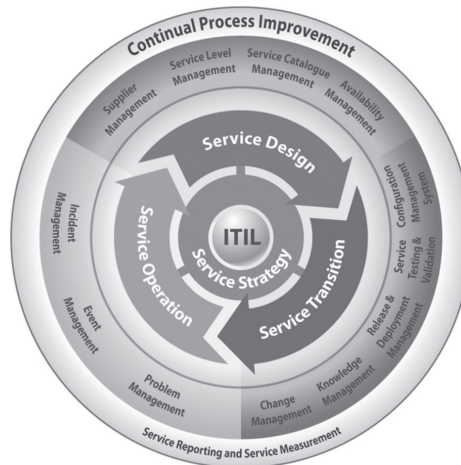 Continual Process Improvement
Supplier
Management
Service Level
Management
Service Catalogue
Management
Availability
Management
Configuration
Management
System
Service
Testing &
Validation
Release &
Deployment
Management
Knowledge
Management
Change
Management
Problem
Management
Event
Management
Incident
Management
Service Design
Service Transition
Service Operation
Service Strategy
ITIL
Service Reporting and Service Measurement